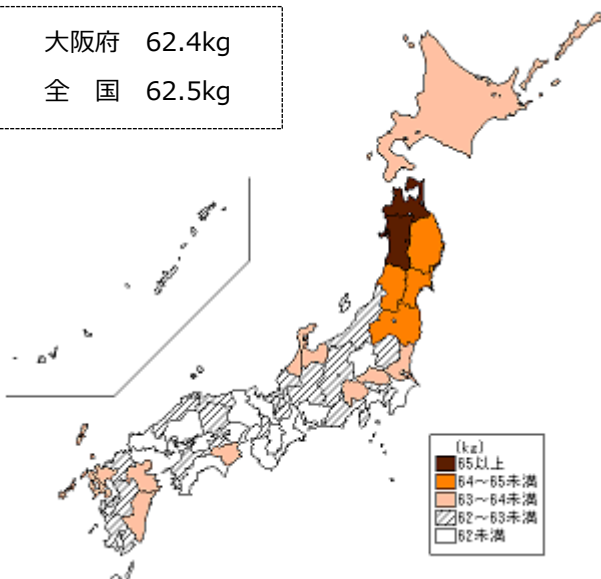 大阪府　62.4kg
全　国　62.5kg
(kg)
65以上
64～65未満
63～64未満
62～63未満
62未満